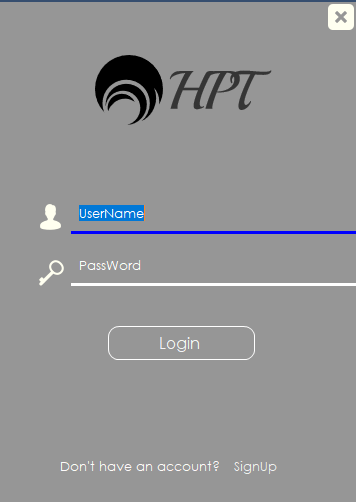 HPT
UserName
PassWord
Login
Don't have an account? SignUp